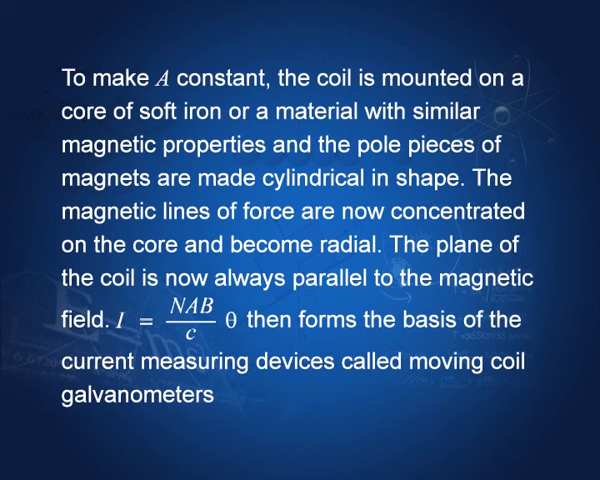 To make A constant, the coil is mounted on a
core of soft iron or a material with similar
magnetic properties and the pole pieces of
magnets are made cylindrical in shape. The
magnetic lines of force are now concentrated
on the core and become radial. The plane of
the coil is now always parallel to the magnetic
field. I = NAB/c θ then forms the basis of the
current measuring devices called moving coil
galvanometers